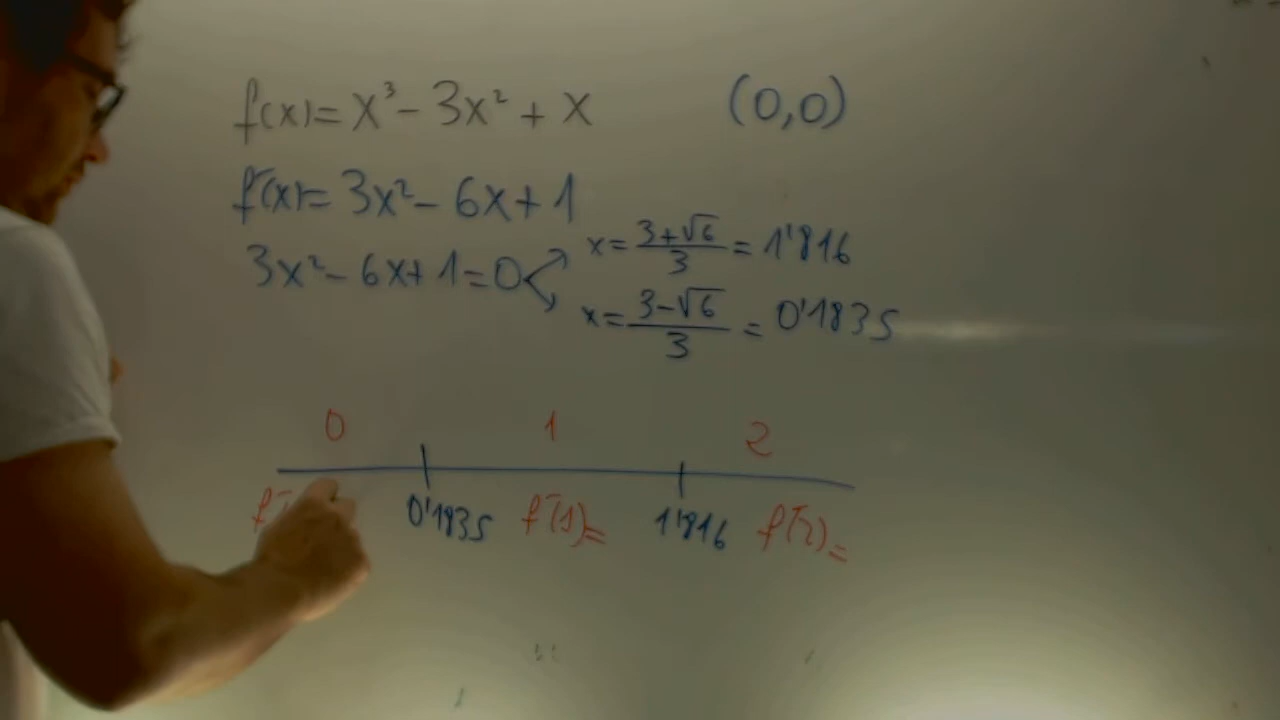 f(x)= x³- 3x² + x (0,0)
f'(x)= 3x²- 6x+ 1
3x²- 6x+ 1=0
x= (3+√6)/3 = 1'816
x= (3-√6)/3 = 0'1835
0 1 2
0'1835 f'(1)= 1'816 f'(2)=